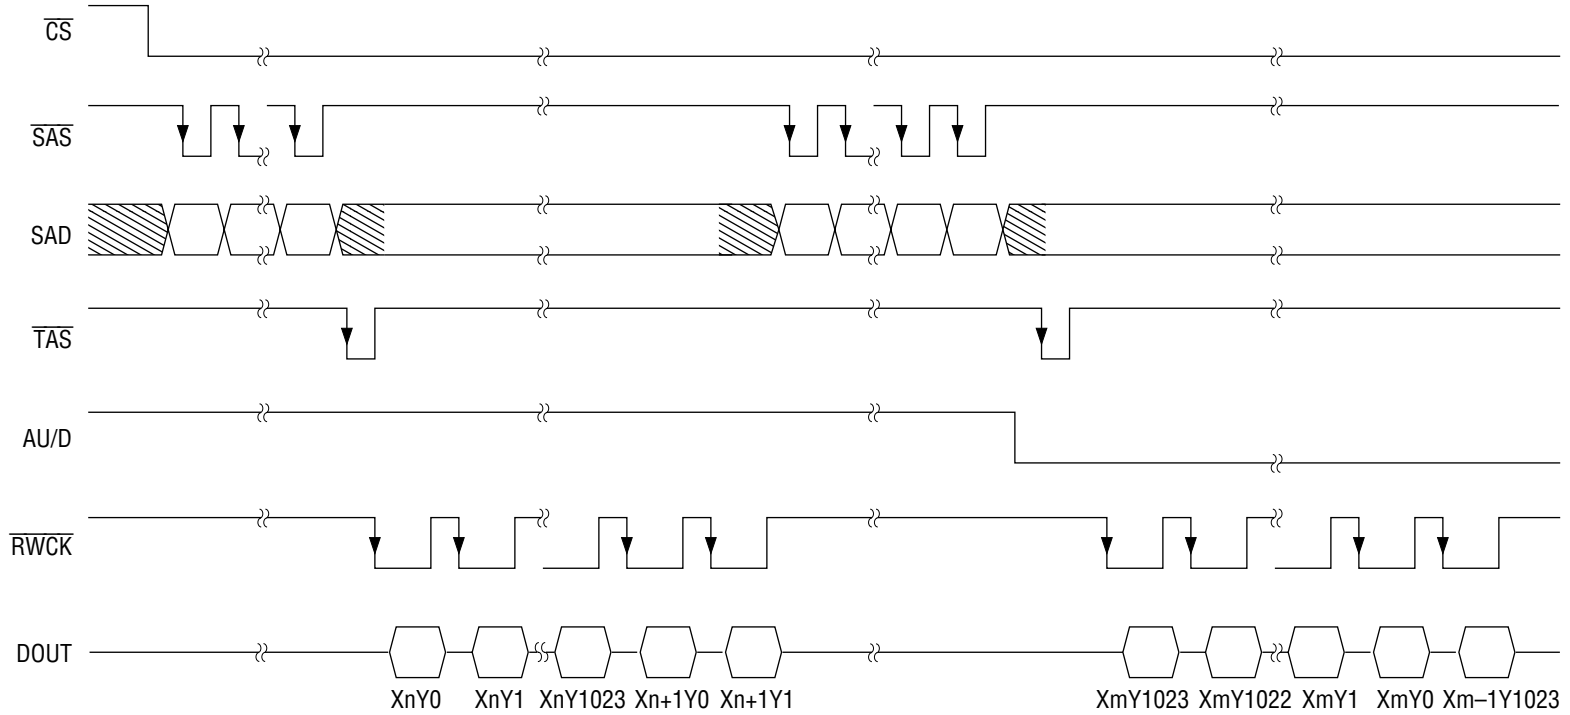 CS
SAS
SAD
TAS
AU/D
RWCK
DOUT
XnY0 XnY1 XnY1023 Xn+1Y0 Xn+1Y1 XmY1023 XmY1022 XmY1 XmY0 Xm–1Y1023